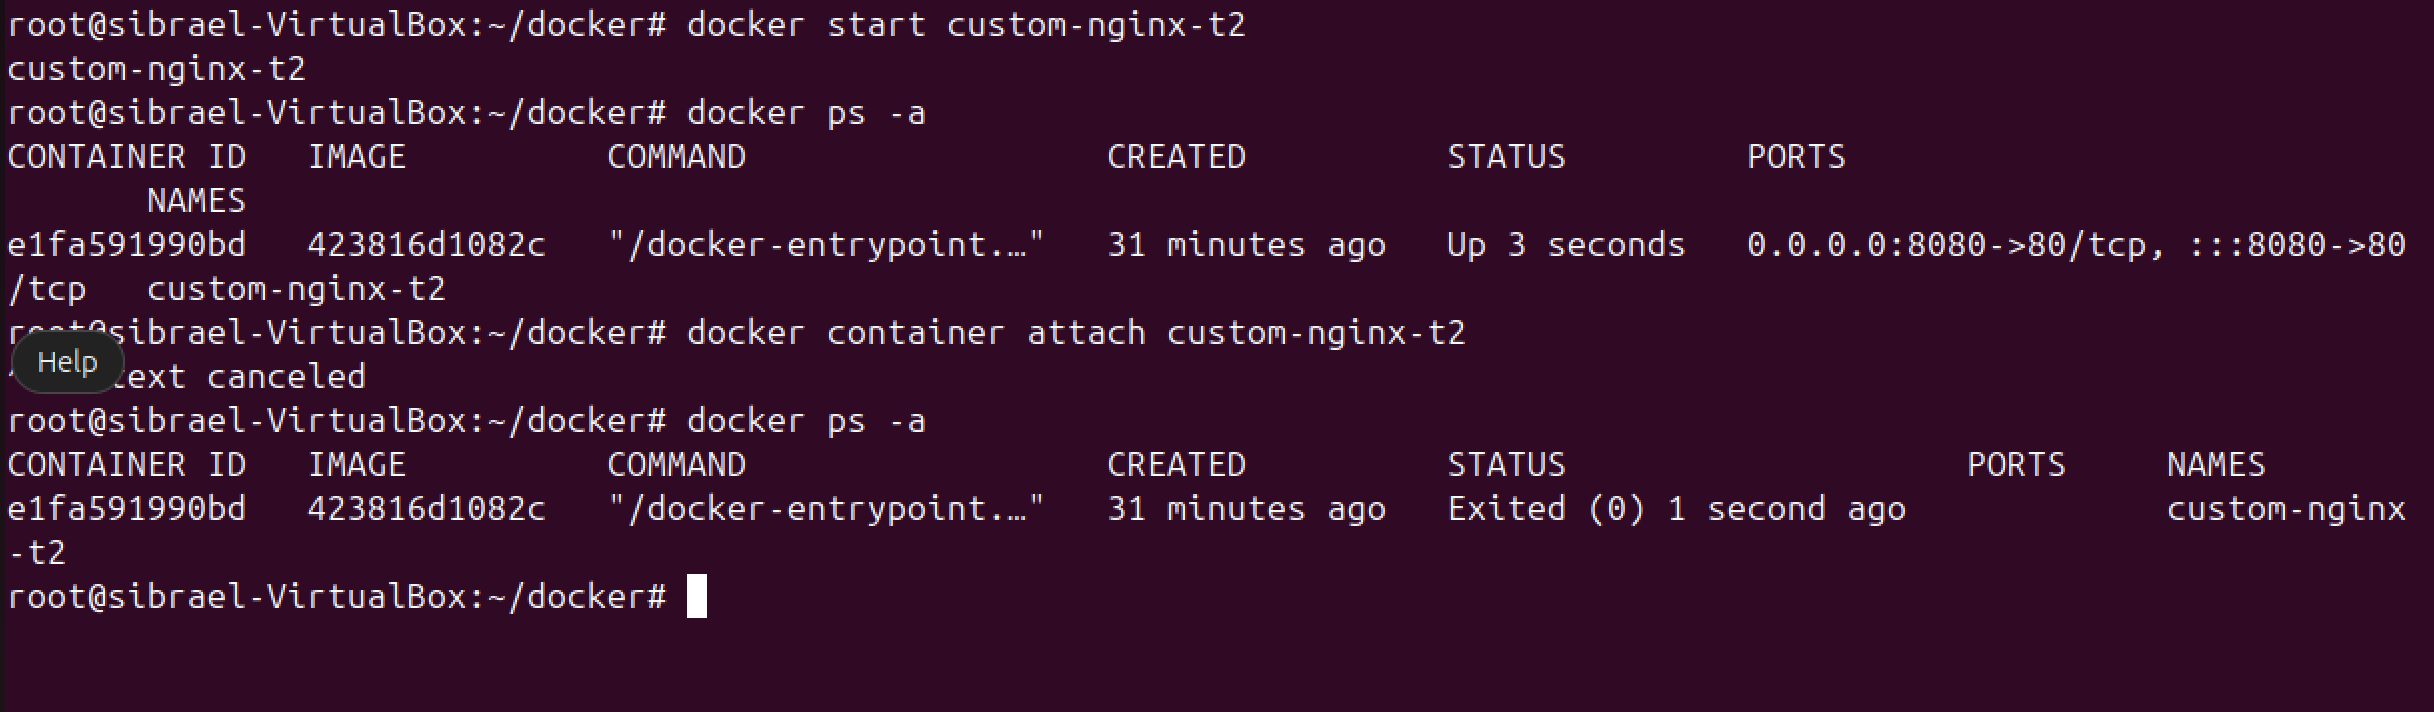 root@sibrael-VirtualBox:~/docker# docker start custom-nginx-t2
custom-nginx-t2
root@sibrael-VirtualBox:~/docker# docker ps -a
CONTAINER ID   IMAGE          COMMAND                  CREATED          STATUS         PORTS
       NAMES
e1fa591990bd   423816d1082c   "/docker-entrypoint.…"   31 minutes ago   Up 3 seconds   0.0.0.0:8080->80/tcp, :::8080->80
/tcp   custom-nginx-t2
root@sibrael-VirtualBox:~/docker# docker container attach custom-nginx-t2
Help
text canceled
root@sibrael-VirtualBox:~/docker# docker ps -a
CONTAINER ID   IMAGE          COMMAND                  CREATED          STATUS                    PORTS     NAMES
e1fa591990bd   423816d1082c   "/docker-entrypoint.…"   31 minutes ago   Exited (0) 1 second ago             custom-nginx
-t2
root@sibrael-VirtualBox:~/docker#